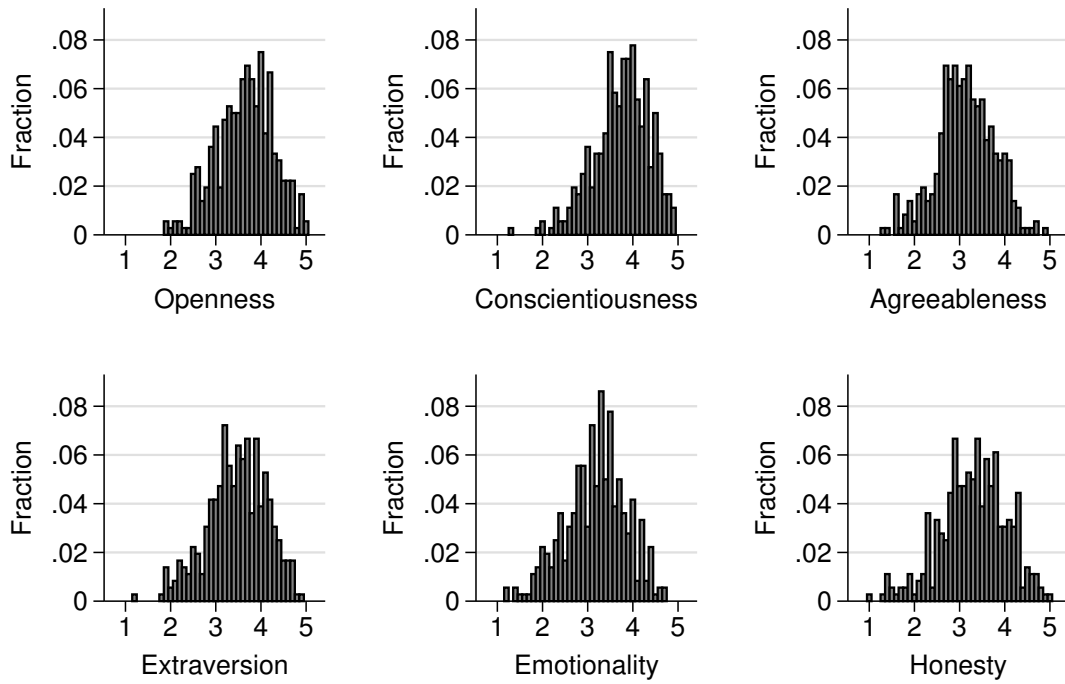 .08
.06
.04
.02
0
Fraction
1 2 3 4 5
Openness
.08
.06
.04
.02
0
Fraction
1 2 3 4 5
Conscientiousness
.08
.06
.04
.02
0
Fraction
1 2 3 4 5
Agreeableness
.08
.06
.04
.02
0
Fraction
1 2 3 4 5
Extraversion
.08
.06
.04
.02
0
Fraction
1 2 3 4 5
Emotionality
.08
.06
.04
.02
0
Fraction
1 2 3 4 5
Honesty